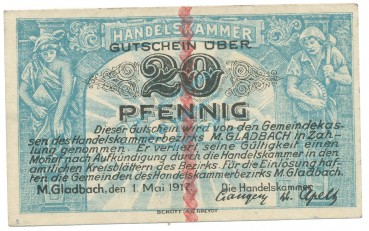 HANDELSKAMMER
GUTSCHEIN ÜBER
20
PFENNIG
Dieser Gutschein wird von den Gemeindekas-
sen des Handelskammerbezirks M.GLADBACH in Zah-
lung genommen. Er verliert seine Gültigkeit einen
Monat nach Aufkündigung durch die Handelskammer in den
amtlichen Kreisblättern des Bezirks. Für die Einlösung haf-
ten die Gemeinden des Handelskammerbezirks M.Gladbach.
M.Gladbach, den 1. Mai 1917. Die Handelskammer